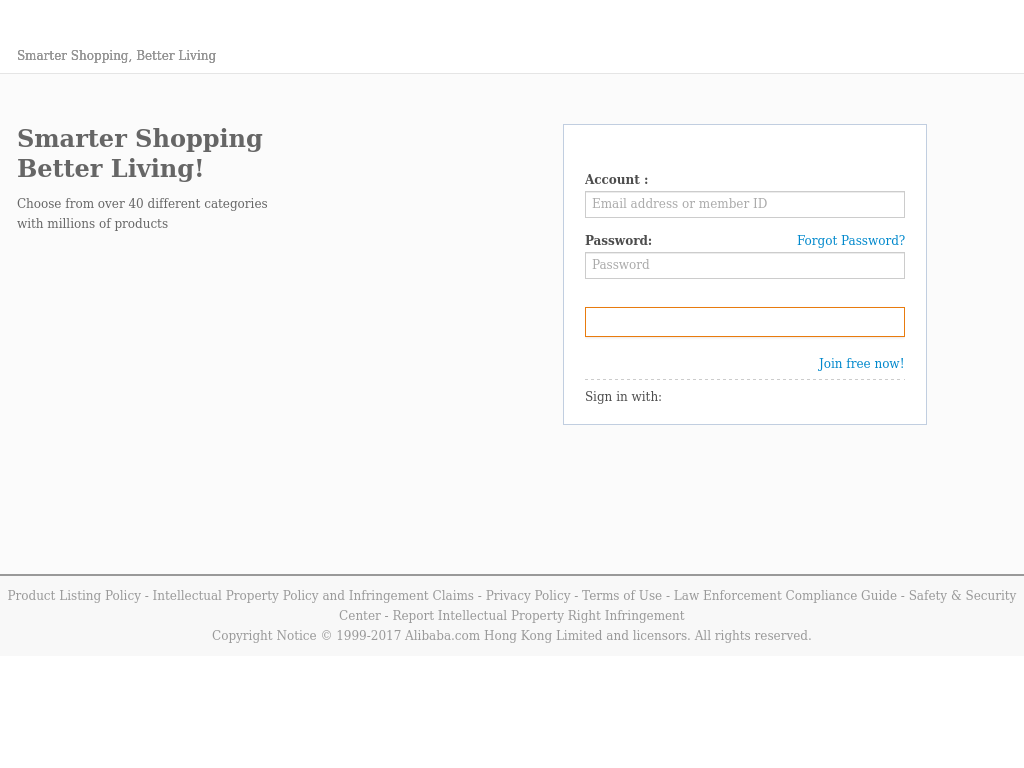 Smarter Shopping, Better Living
Smarter Shopping
Better Living!
Choose from over 40 different categories
with millions of products
Account :
Email address or member ID
Password:
Forgot Password?
Password
Join free now!
Sign in with:
Product Listing Policy - Intellectual Property Policy and Infringement Claims - Privacy Policy - Terms of Use - Law Enforcement Compliance Guide - Safety & Security
Center - Report Intellectual Property Right Infringement
Copyright Notice © 1999-2017 Alibaba.com Hong Kong Limited and licensors. All rights reserved.